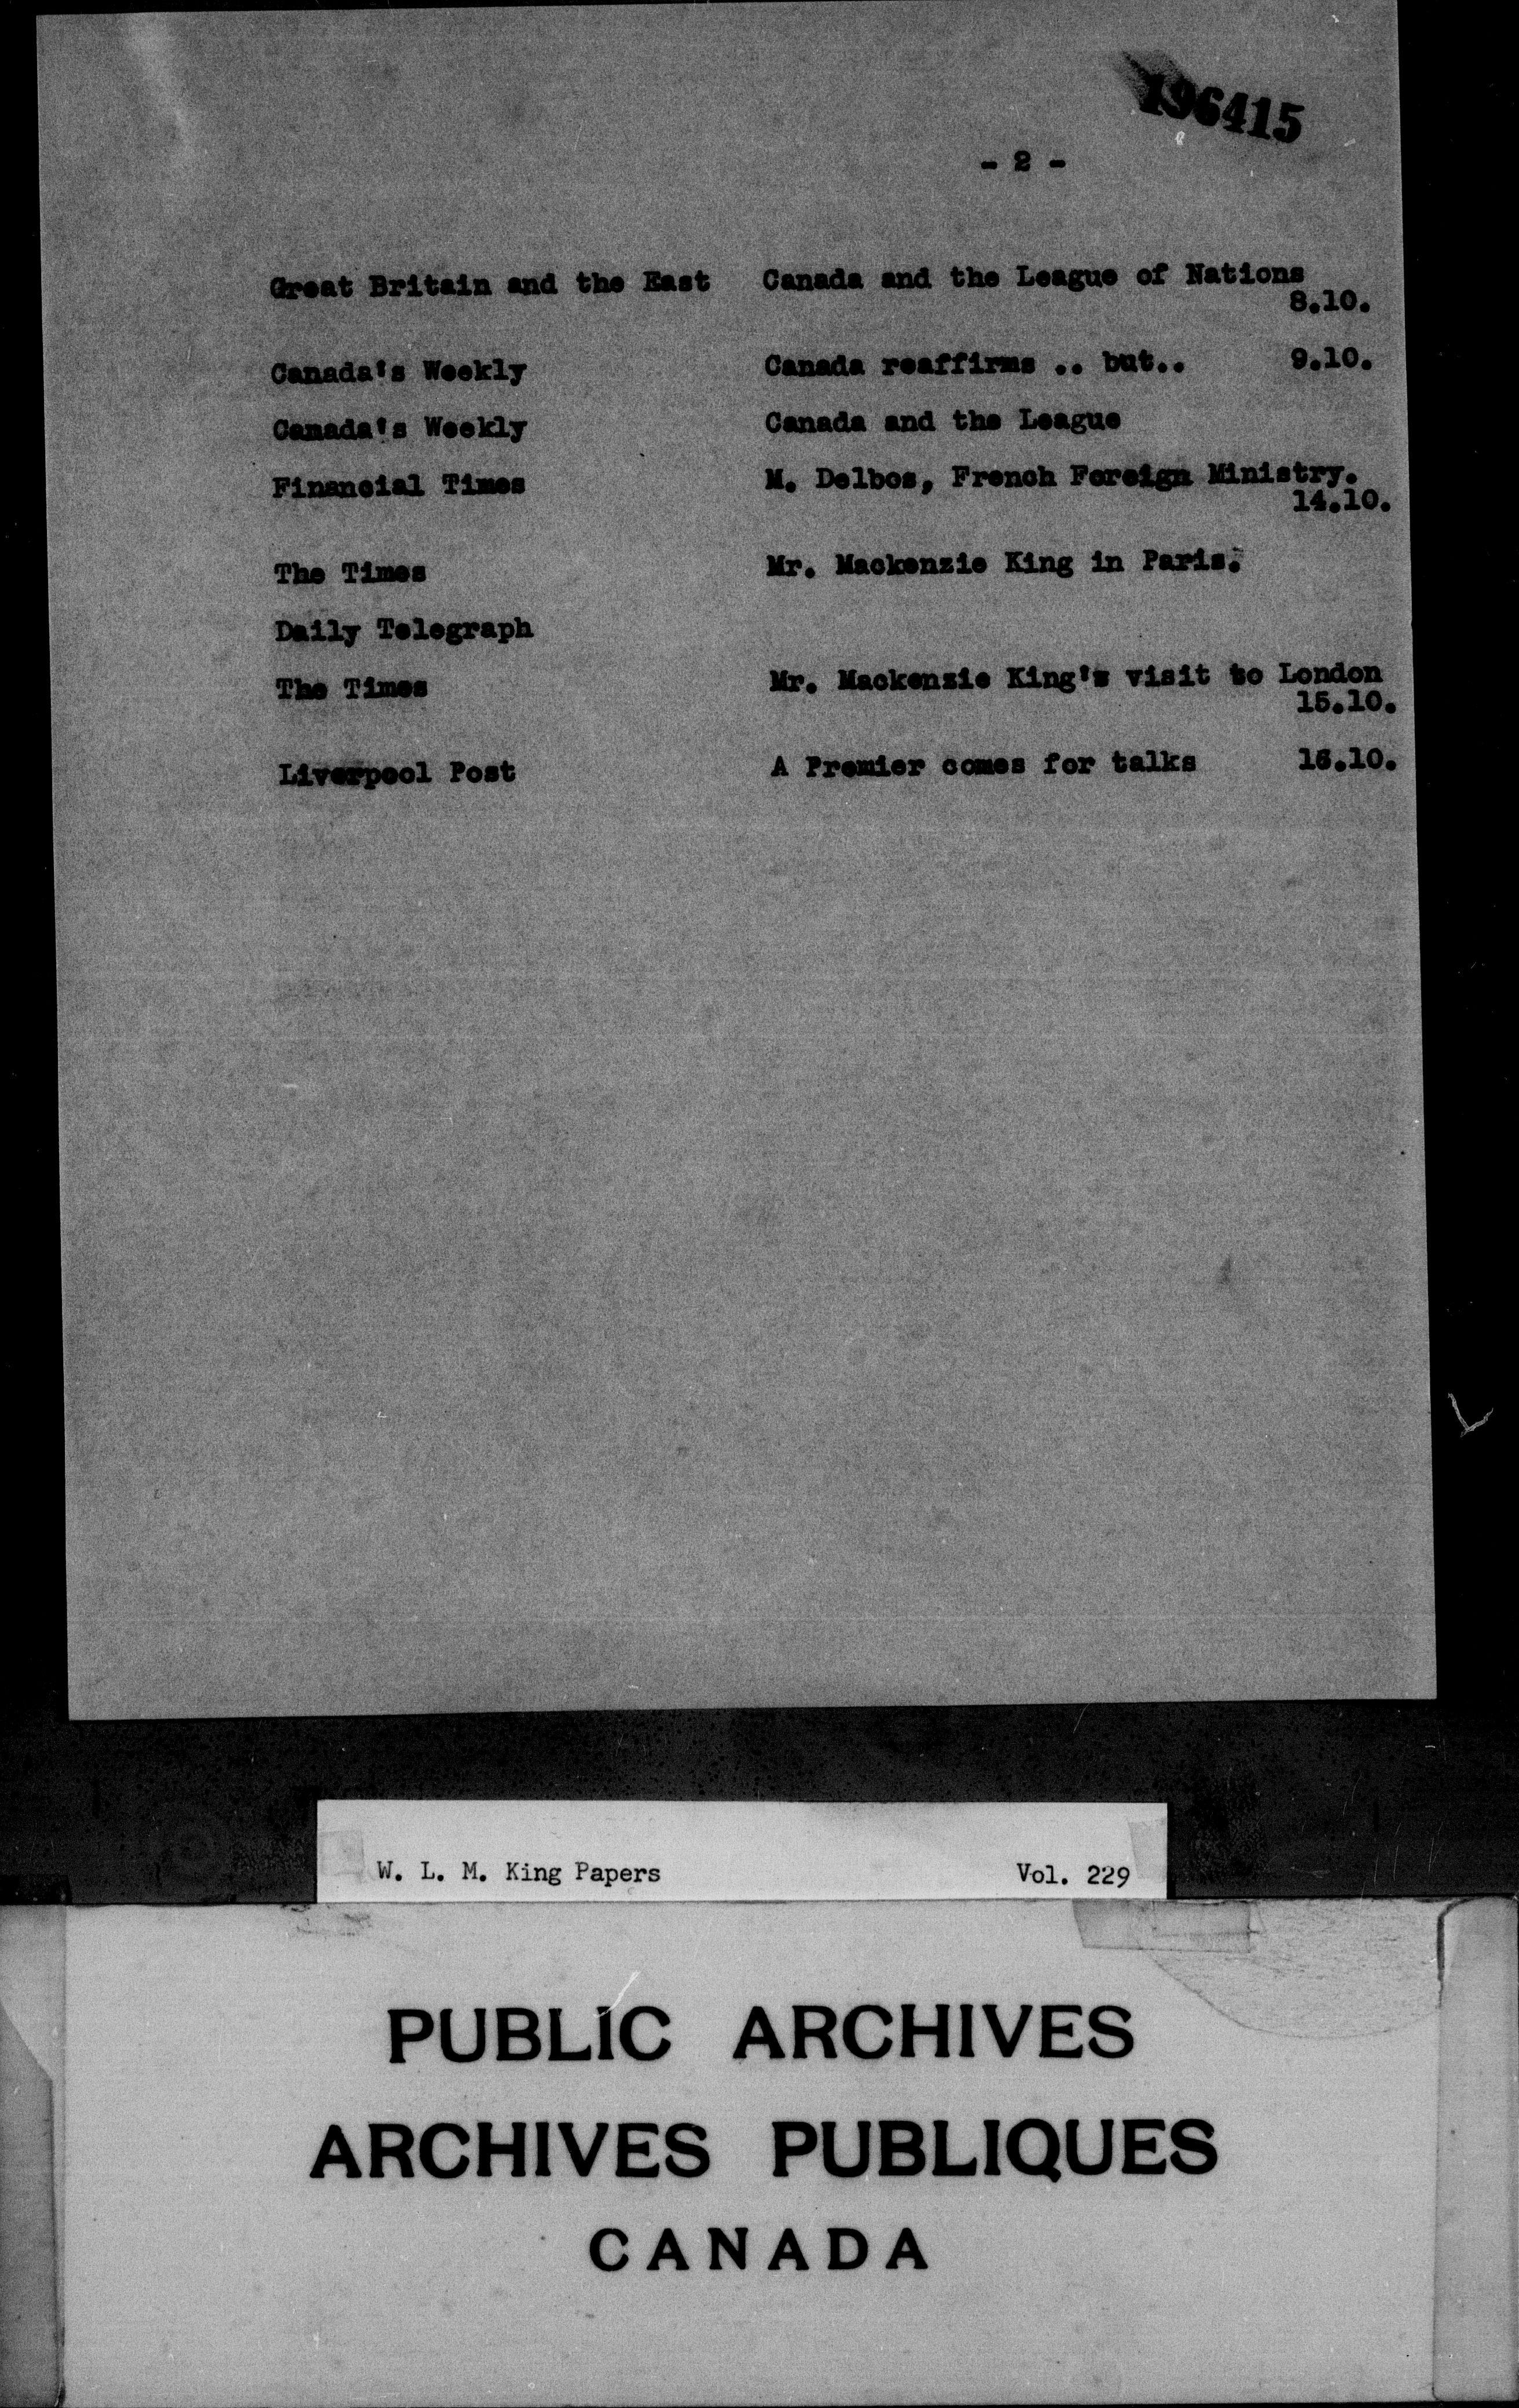 196415
- 2 -
Great Britain and the East Canada and the League of Nations
8.10.
Canada's Weekly Canada reaffirms .. but.. 9.10.
Canada's Weekly Canada and the League
Financial Times M. Delbos, French Foreign Ministry.
14.10.
The Times Mr. Mackenzie King in Paris.
Daily Telegraph
The Times Mr. Mackenzie King's visit to London
15.10.
Liverpool Post A Premier comes for talks 16.10.
W. L. M. King Papers Vol. 229
PUBLIC ARCHIVES
ARCHIVES PUBLIQUES
CANADA